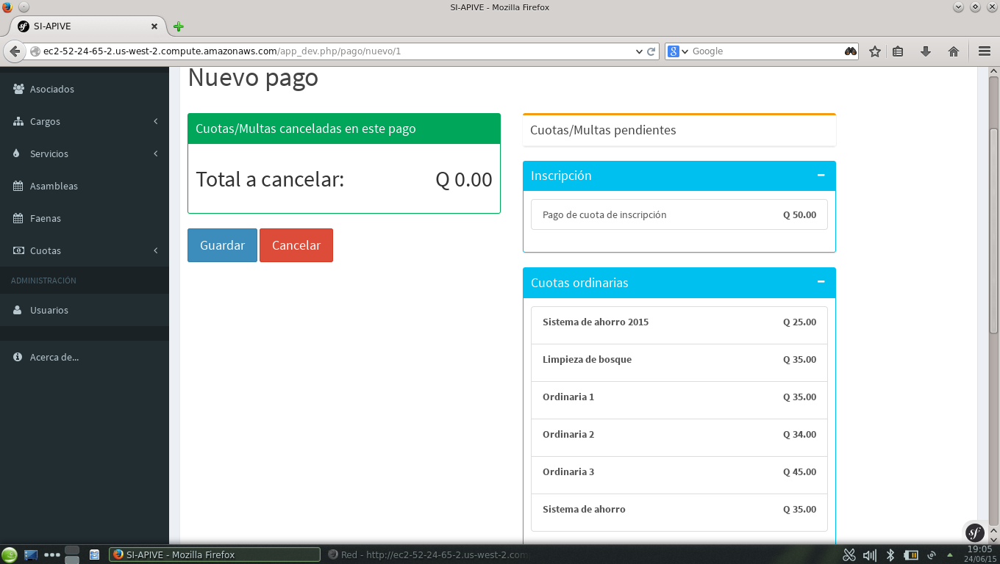 SI-APIVE - Mozilla Firefox
SI-APIVE
ec2-52-24-65-2.us-west-2.compute.amazonaws.com/app_dev.php/pago/nuevo/1
Google
Asociados
Cargos
Servicios
Asambleas
Faenas
Cuotas
ADMINISTRACIÓN
Usuarios
Acerca de...
Nuevo pago
Cuotas/Multas canceladas en este pago
Total a cancelar: Q 0.00
Guardar Cancelar
Cuotas/Multas pendientes
Inscripción
Pago de cuota de inscripción Q 50.00
Cuotas ordinarias
Sistema de ahorro 2015 Q 25.00
Limpieza de bosque Q 35.00
Ordinaria 1 Q 35.00
Ordinaria 2 Q 34.00
Ordinaria 3 Q 45.00
Sistema de ahorro Q 35.00
sf
SI-APIVE - Mozilla Firefox
Red - http://ec2-52-24-65-2.us-west-2.com
19:05
24/06/15